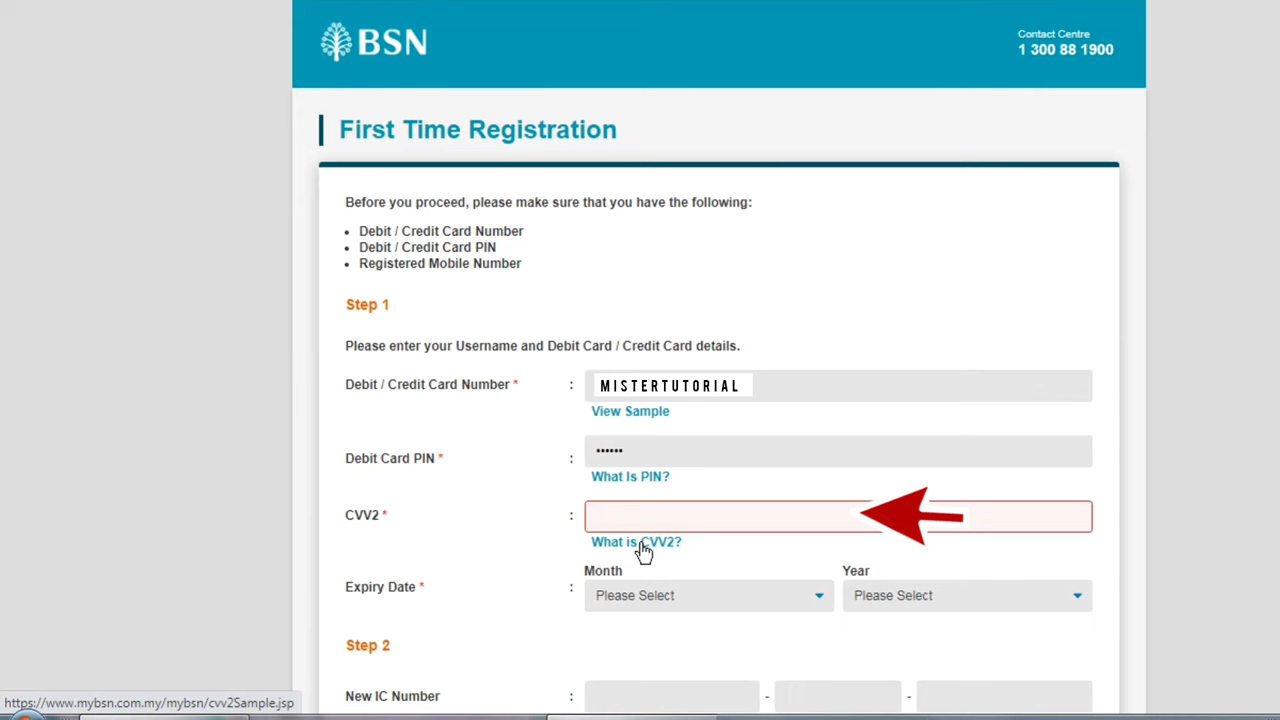 BSN
Contact Centre
1 300 88 1900
First Time Registration
Before you proceed, please make sure that you have the following:
• Debit / Credit Card Number
• Debit / Credit Card PIN
• Registered Mobile Number
Step 1
Please enter your Username and Debit Card / Credit Card details.
Debit / Credit Card Number * : MISTERTUTORIAL
View Sample
Debit Card PIN * : ••••••
What Is PIN?
CVV2 * :
What is CVV2?
Month Year
Expiry Date * : Please Select Please Select
Step 2
New IC Number : - -
https://www.mybsn.com.my/mybsn/cvv2Sample.jsp